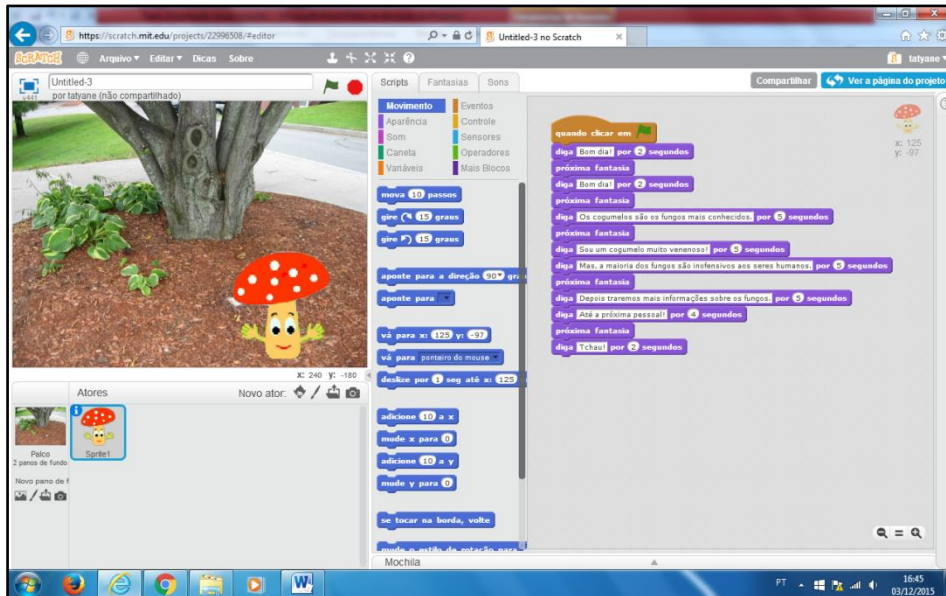 https://scratch.mit.edu/projects/22996508/#editor
Untitled-3 no Scratch
SCRATCH
Arquivo
Editar
Dicas
Sobre
tatyane
Untitled-3
por tatyane (não compartilhado)
v441
Scripts
Fantasias
Sons
Compartilhar
Ver a página do projeto
Movimento
Eventos
Aparência
Controle
Som
Sensores
Caneta
Operadores
Variáveis
Mais Blocos
mova 10 passos
gire 15 graus
gire 15 graus
aponte para a direção 90 gra
aponte para
vá para x: 125 y: -97
vá para ponteiro do mouse
deslize por 1 seg até x: 125
adicione 10 a x
mude x para 0
adicione 10 a y
mude y para 0
se tocar na borda, volte
mude o estilo de rotação para
quando clicar em
diga Bom dia! por 2 segundos
próxima fantasia
diga Bom dia! por 2 segundos
próxima fantasia
diga Os cogumelos são os fungos mais conhecidos. por 5 segundos
próxima fantasia
diga Sou um cogumelo muito venenoso! por 5 segundos
diga Mas, a maioria dos fungos são inofensivos aos seres humanos. por 5 segundos
próxima fantasia
diga Depois traremos mais informações sobre os fungos. por 5 segundos
diga Até a próxima pessoal! por 4 segundos
próxima fantasia
diga Tchau! por 2 segundos
x: 125
y: -97
x: 240 y: -180
Atores
Novo ator:
Palco
2 panos de fundo
Sprite1
Novo pano de f
Mochila
PT
16:45
03/12/2015